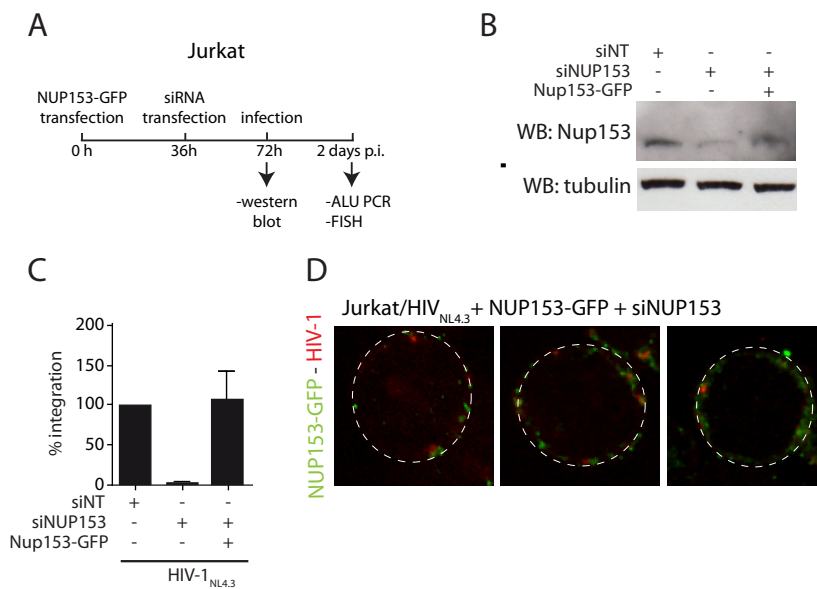 A
Jurkat
NUP153-GFP transfection
siRNA transfection
infection
0 h
36h
72h
2 days p.i.
-western blot
-ALU PCR
-FISH
B
siNT + - -
siNUP153 - + +
Nup153-GFP - - +
WB: Nup153
WB: tubulin
C
% integration
200
150
100
50
0
siNT + - -
siNUP153 - + +
Nup153-GFP - - +
HIV-1NL4.3
D
Jurkat/HIVNL4.3+ NUP153-GFP + siNUP153
NUP153-GFP - HIV-1